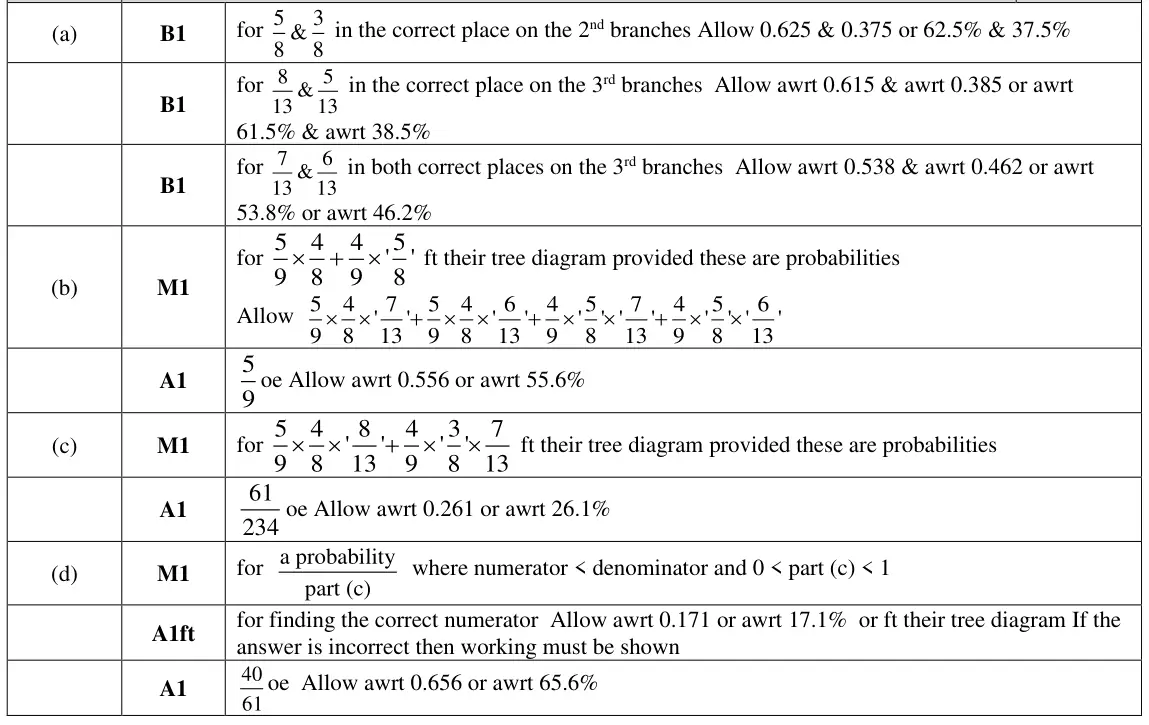 (a) B1 for 5/8 & 3/8 in the correct place on the 2nd branches Allow 0.625 & 0.375 or 62.5% & 37.5%
B1 for 8/13 & 5/13 in the correct place on the 3rd branches Allow awrt 0.615 & awrt 0.385 or awrt
61.5% & awrt 38.5%
B1 for 7/13 & 6/13 in both correct places on the 3rd branches Allow awrt 0.538 & awrt 0.462 or awrt
53.8% or awrt 46.2%
(b) M1 for 5/9 × 4/8 + 4/9 × '5/8' ft their tree diagram provided these are probabilities
Allow 5/9 × 4/8 × '7/13' + 5/9 × 4/8 × '6/13' + 4/9 × '5/8' × '7/13' + 4/9 × '5/8' × '6/13'
A1 5/9 oe Allow awrt 0.556 or awrt 55.6%
(c) M1 for 5/9 × 4/8 × '8/13' + 4/9 × '3/8' × 7/13 ft their tree diagram provided these are probabilities
A1 61/234 oe Allow awrt 0.261 or awrt 26.1%
(d) M1 for a probability/part (c) where numerator < denominator and 0 < part (c) < 1
A1ft for finding the correct numerator Allow awrt 0.171 or awrt 17.1% or ft their tree diagram If the
answer is incorrect then working must be shown
A1 40/61 oe Allow awrt 0.656 or awrt 65.6%